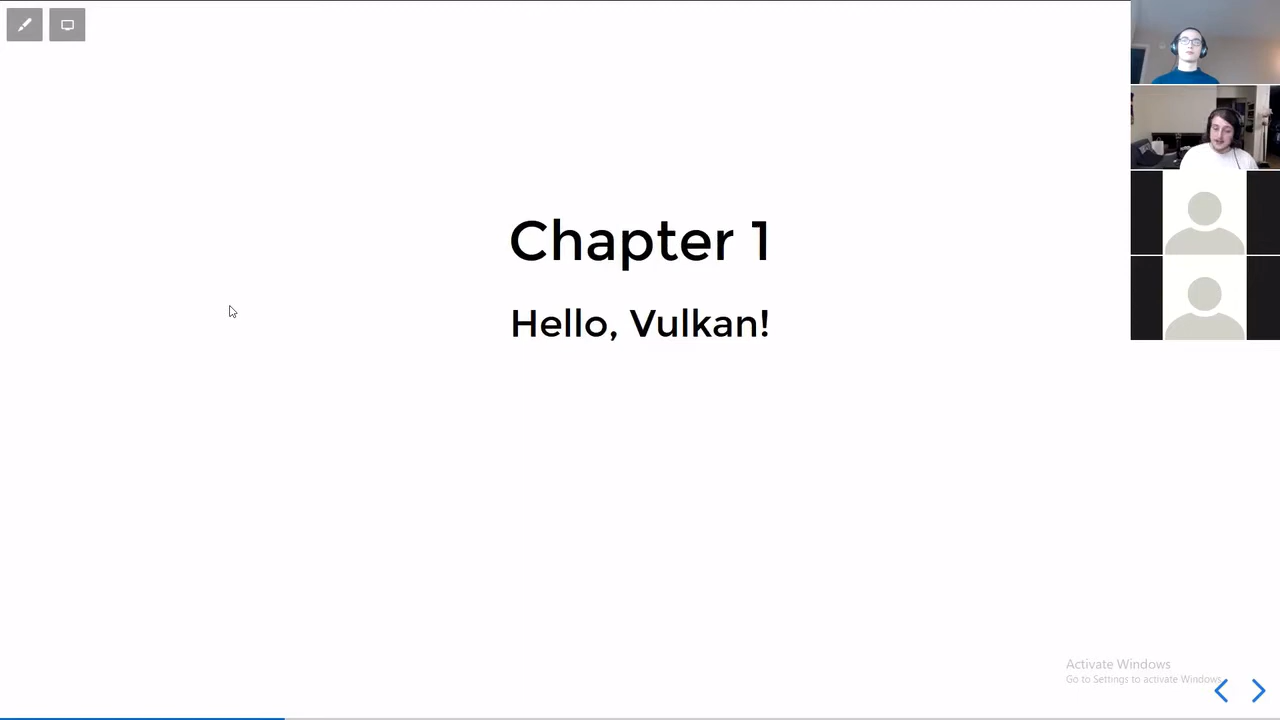 Chapter 1
Hello, Vulkan!
Activate Windows
Go to Settings to activate Windows.